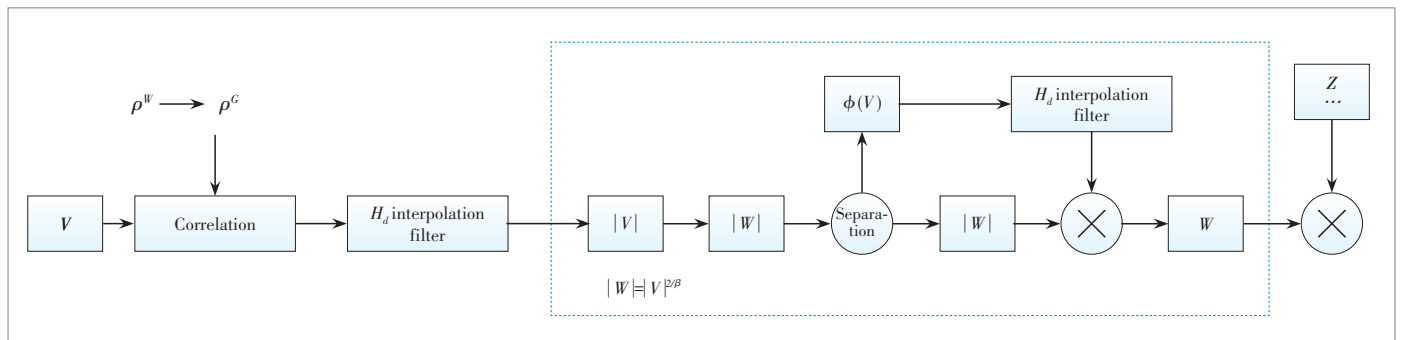 ρ^W → ρ^G
V
Correlation
H_d interpolation
filter
|V|
|W|
Separa-
tion
ϕ(V)
H_d interpolation
filter
|W|
W
Z
...
|W|=|V|^{2/β}